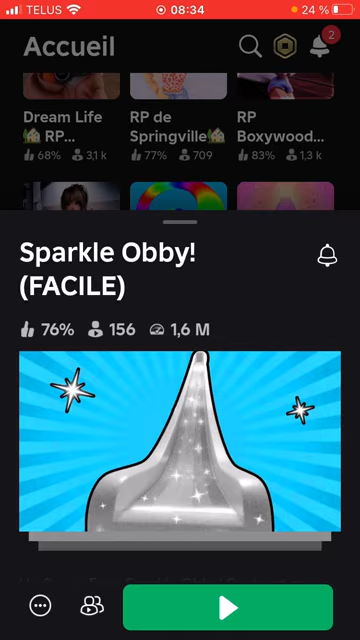 TELUS 08:34 24 %
Accueil
2
Dream Life RP de RP
🏡 RP... Springville🏡 Boxywood...
68% 3,1 k 77% 709 83% 1,3 k
Sparkle Obby!
(FACILE)
76% 156 1,6 M